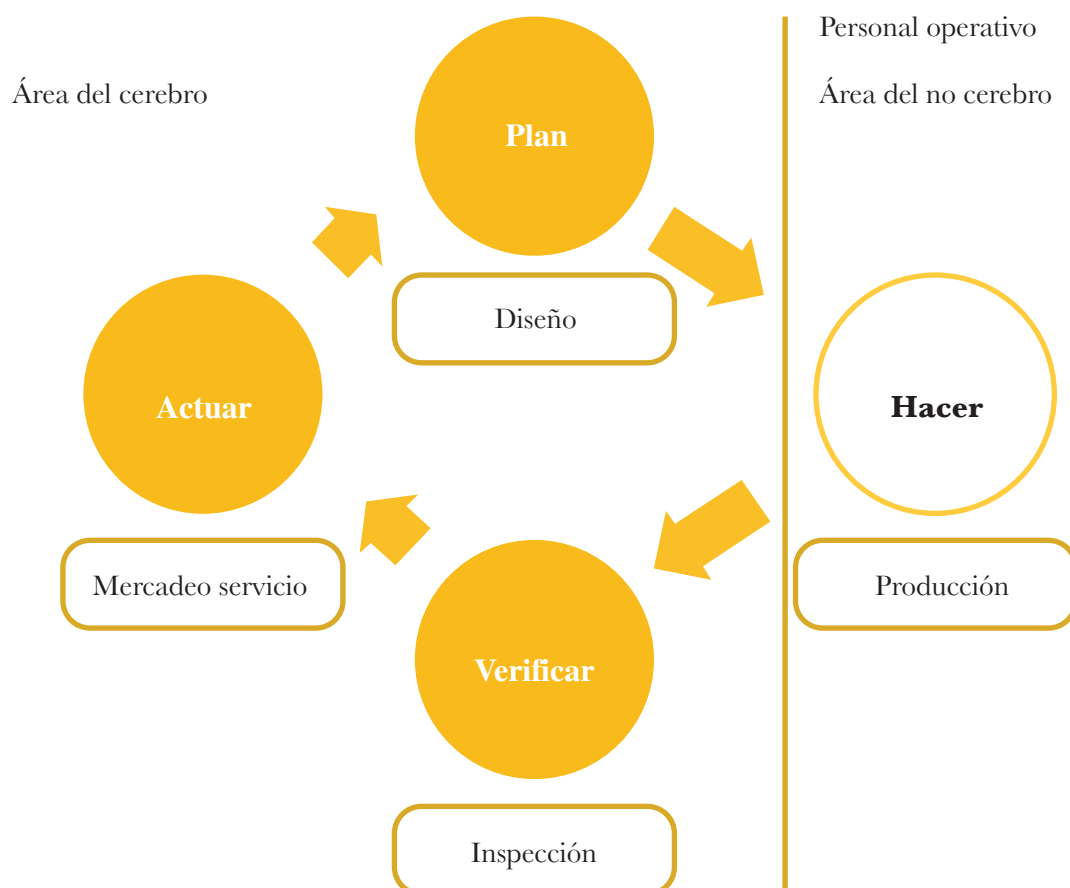 Personal operativo
Área del cerebro
Área del no cerebro
Plan
Diseño
Actuar
Hacer
Mercadeo servicio
Producción
Verificar
Inspección